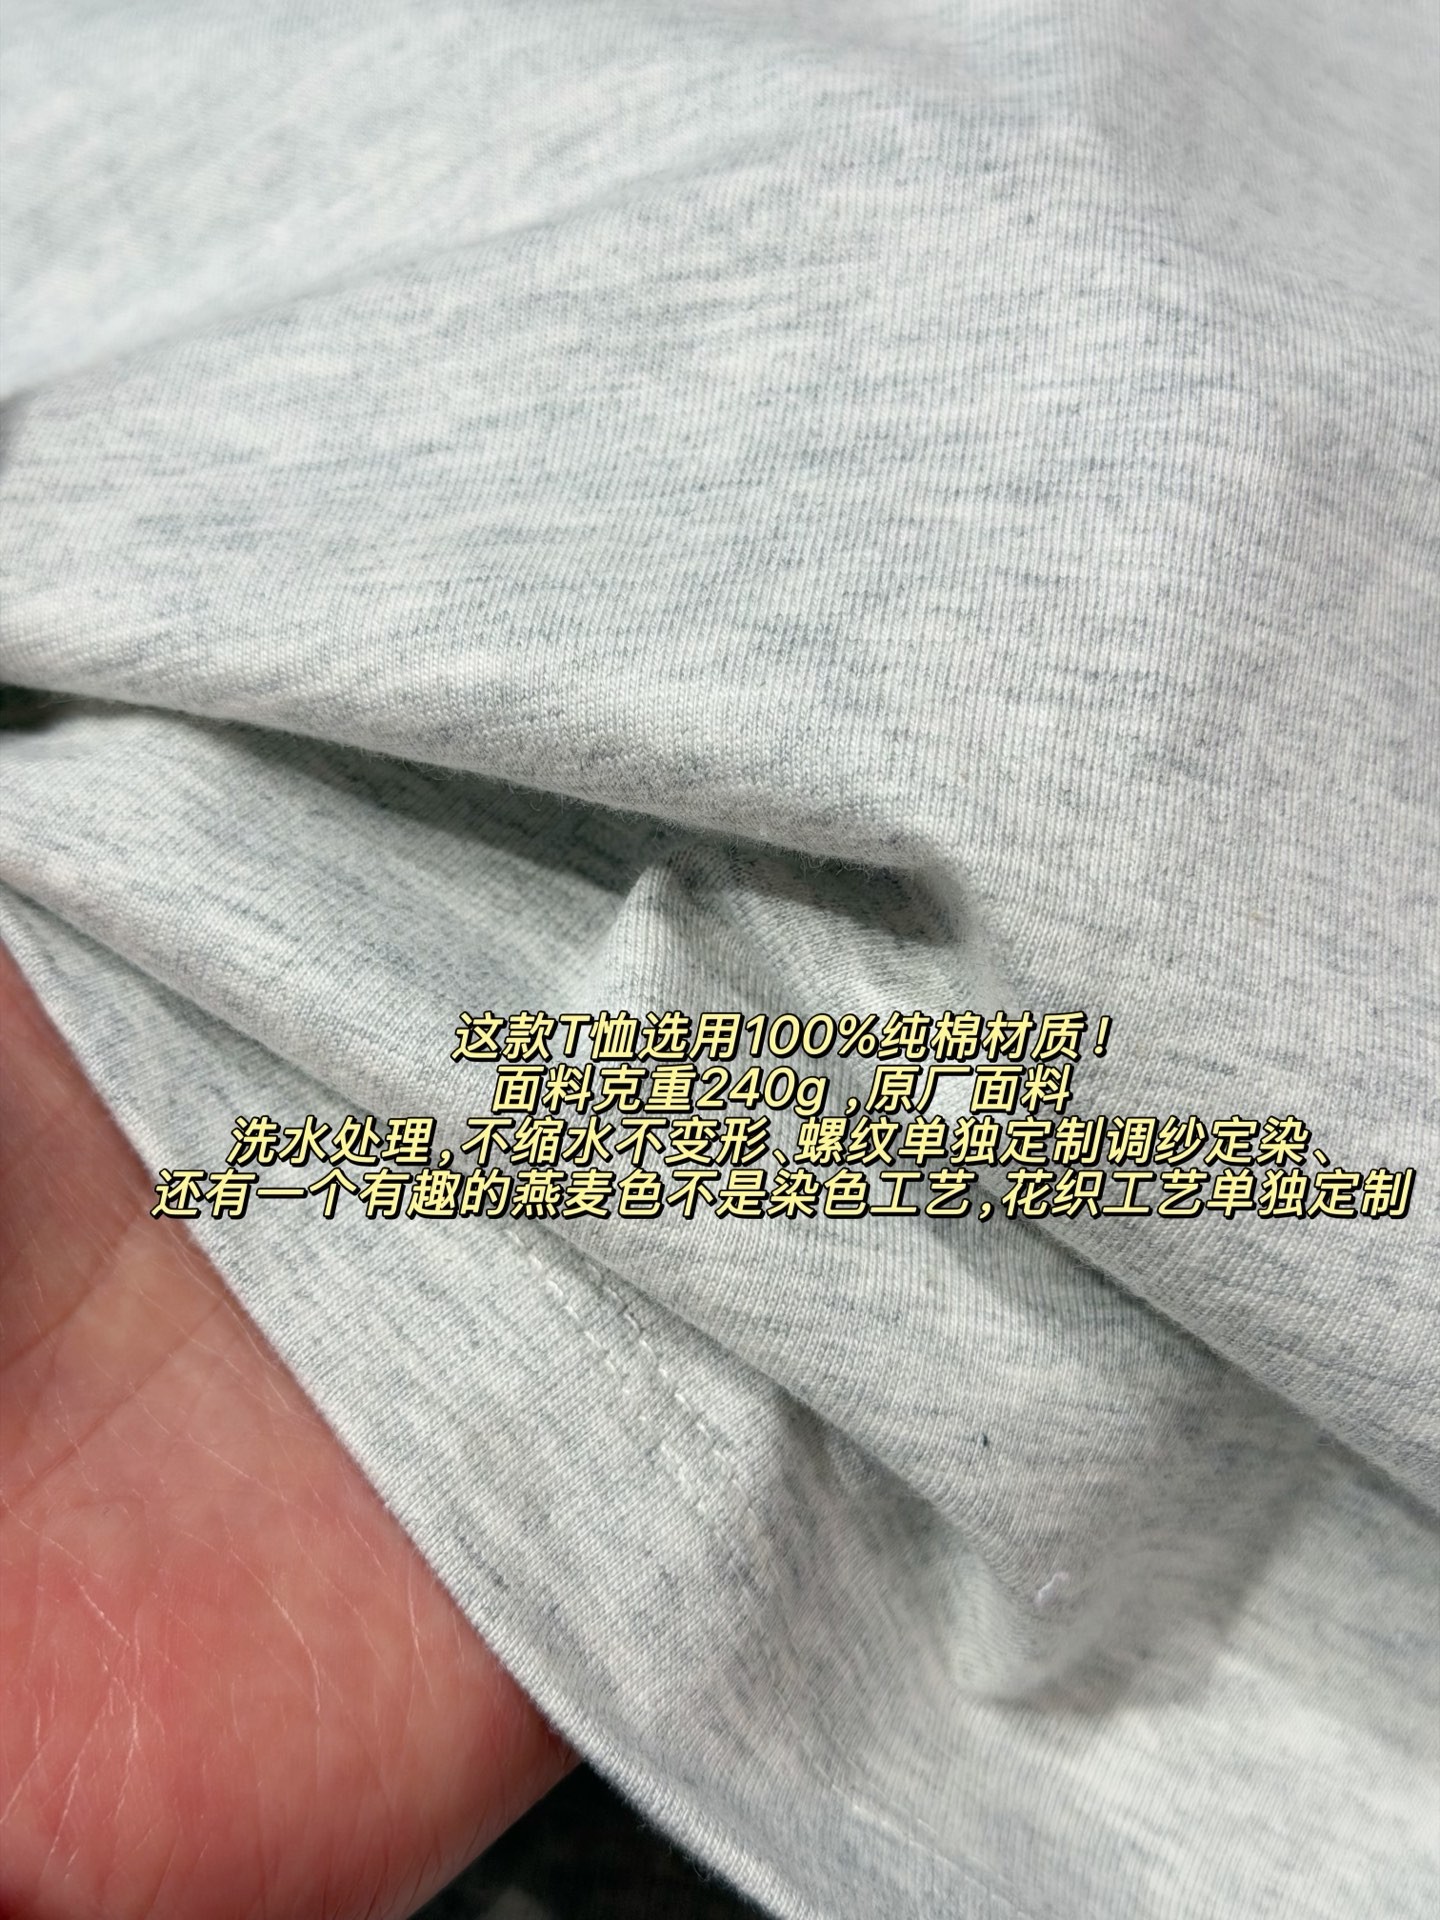 这款T恤选用100%纯棉材质！
面料克重240g，原厂面料
洗水处理，不缩水不变形、螺纹单独定制调纱定染、
还有一个有趣的燕麦色不是染色工艺，花织工艺单独定制